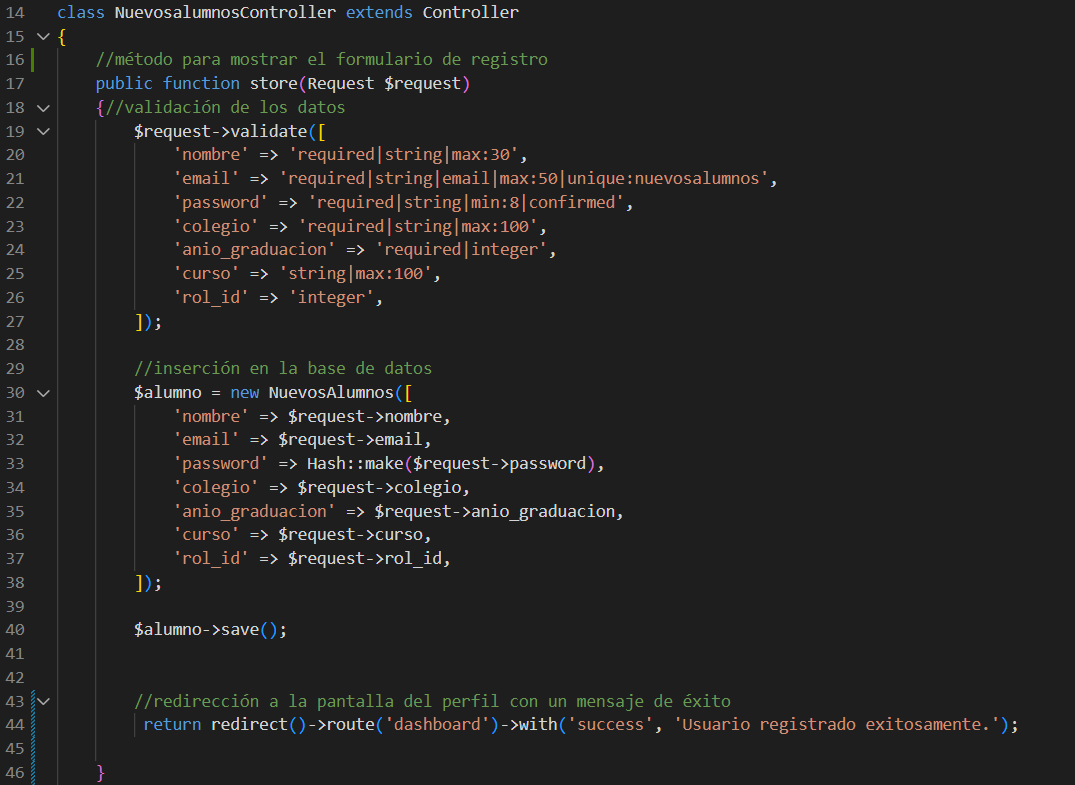 14 class NuevosalumnosController extends Controller
15 {
16     //método para mostrar el formulario de registro
17     public function store(Request $request)
18     {//validación de los datos
19         $request->validate([
20             'nombre' => 'required|string|max:30',
21             'email' => 'required|string|email|max:50|unique:nuevosalumnos',
22             'password' => 'required|string|min:8|confirmed',
23             'colegio' => 'required|string|max:100',
24             'anio_graduacion' => 'required|integer',
25             'curso' => 'string|max:100',
26             'rol_id' => 'integer',
27         ]);
28
29         //inserción en la base de datos
30         $alumno = new NuevosAlumnos([
31             'nombre' => $request->nombre,
32             'email' => $request->email,
33             'password' => Hash::make($request->password),
34             'colegio' => $request->colegio,
35             'anio_graduacion' => $request->anio_graduacion,
36             'curso' => $request->curso,
37             'rol_id' => $request->rol_id,
38         ]);
39
40         $alumno->save();
41
42
43         //redirección a la pantalla del perfil con un mensaje de éxito
44          return redirect()->route('dashboard')->with('success', 'Usuario registrado exitosamente.');
45
46     }